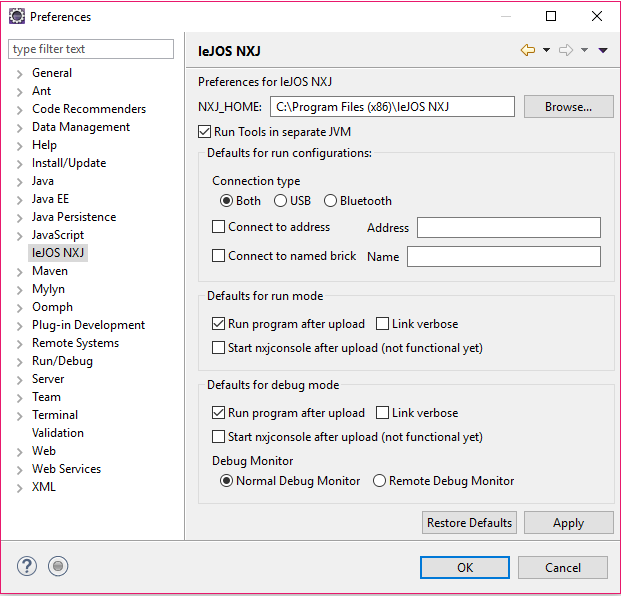 Preferences
type filter text
General
Ant
Code Recommenders
Data Management
Help
Install/Update
Java
Java EE
Java Persistence
JavaScript
leJOS NXJ
Maven
Mylyn
Oomph
Plug-in Development
Remote Systems
Run/Debug
Server
Team
Terminal
Validation
Web
Web Services
XML
leJOS NXJ
Preferences for leJOS NXJ
NXJ_HOME: C:\Program Files (x86)\leJOS NXJ Browse...
Run Tools in separate JVM
Defaults for run configurations:
Connection type
Both USB Bluetooth
Connect to address Address
Connect to named brick Name
Defaults for run mode
Run program after upload Link verbose
Start nxjconsole after upload (not functional yet)
Defaults for debug mode
Run program after upload Link verbose
Start nxjconsole after upload (not functional yet)
Debug Monitor
Normal Debug Monitor Remote Debug Monitor
Restore Defaults Apply
? OK Cancel